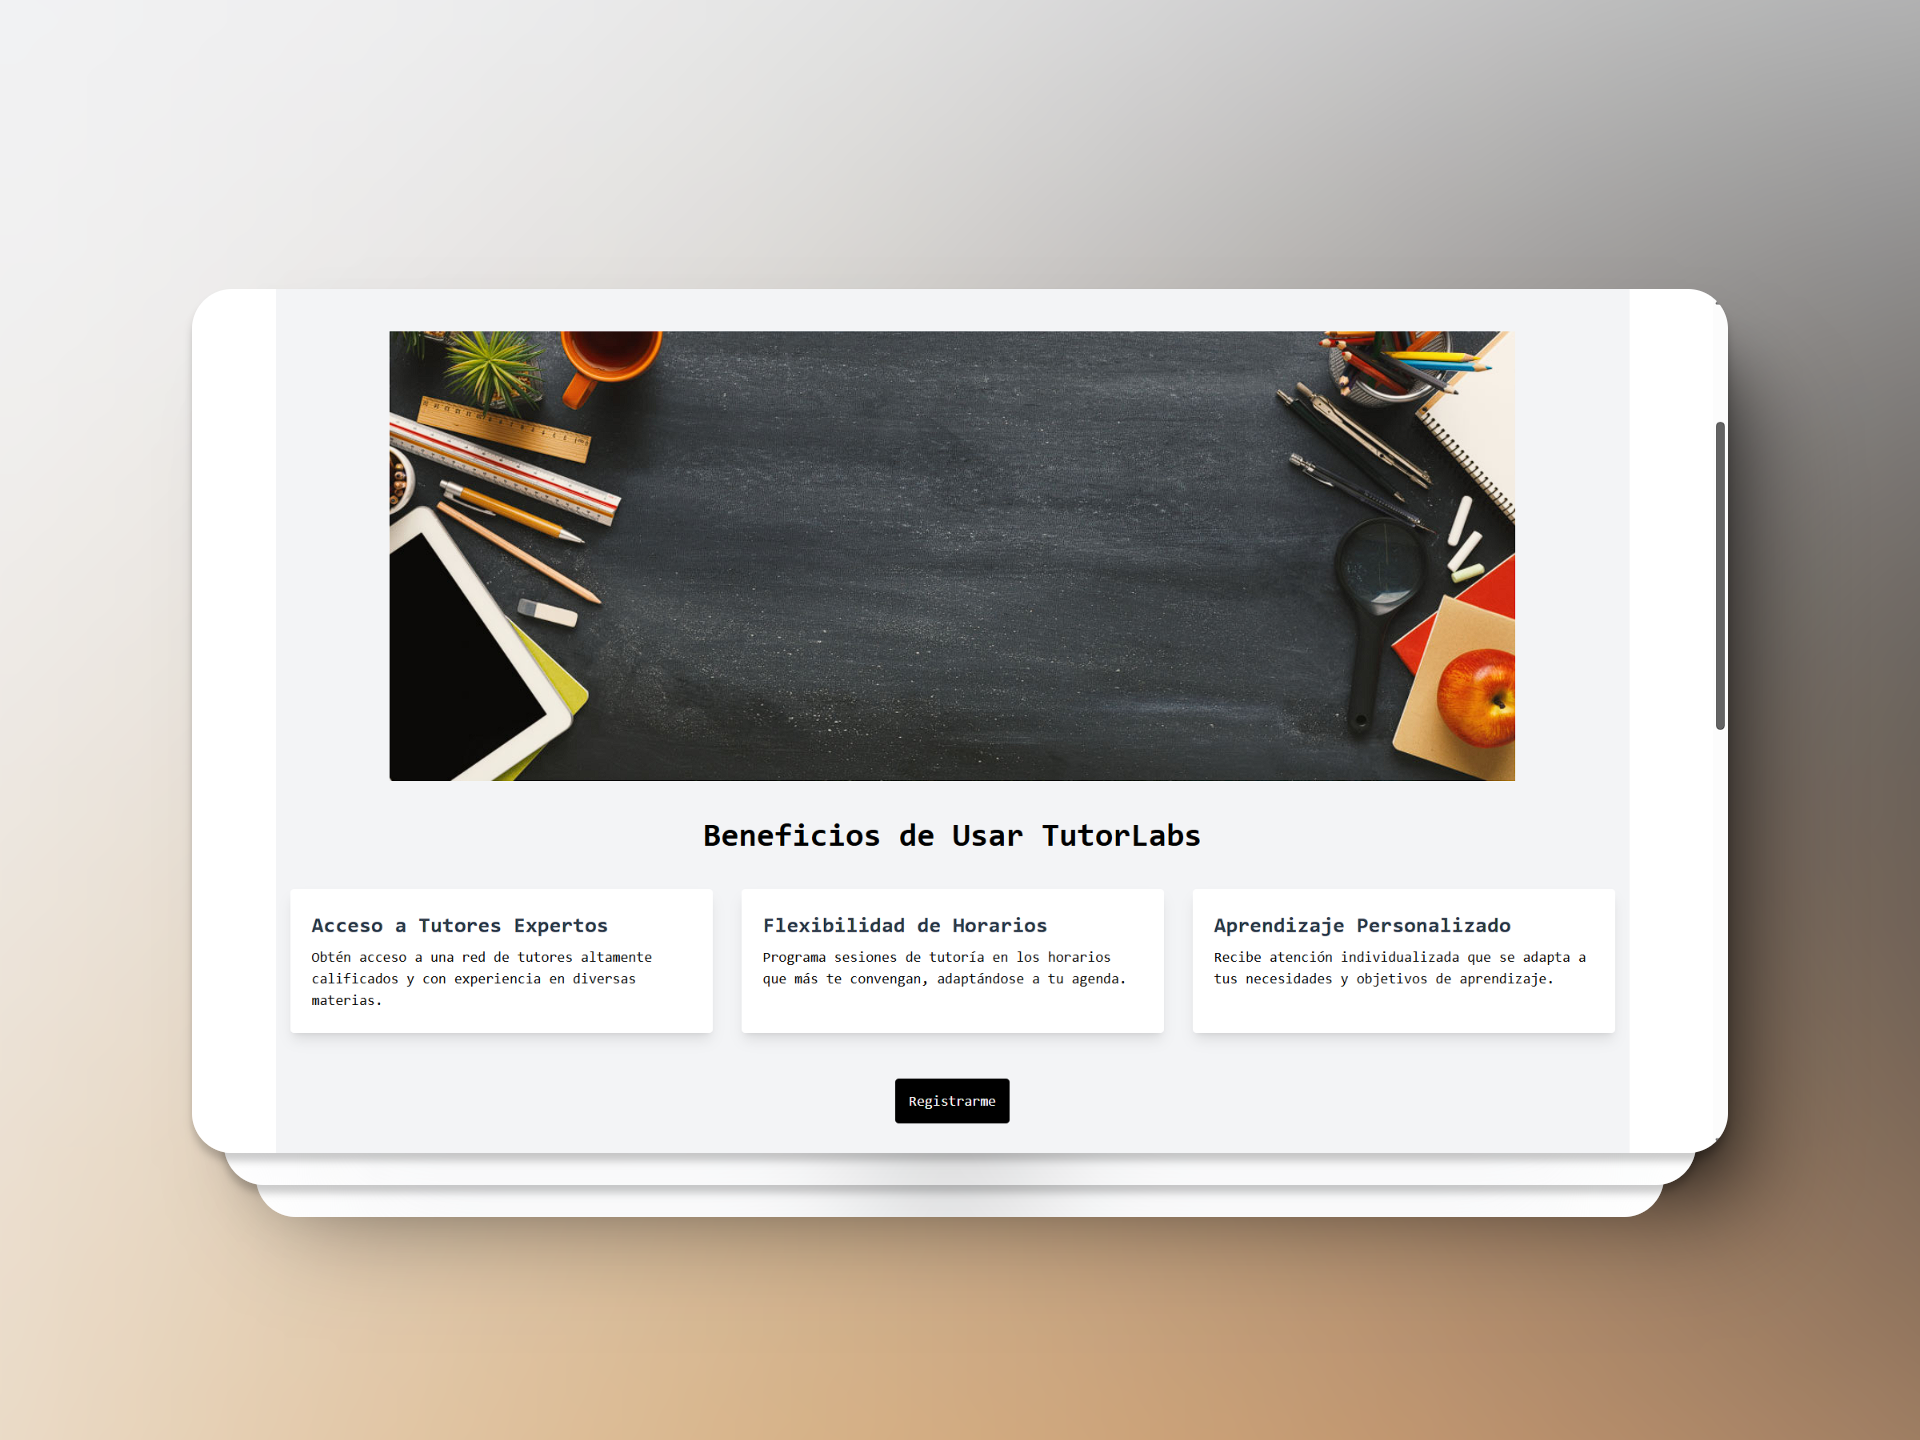 Beneficios de Usar TutorLabs
Acceso a Tutores Expertos
Obtén acceso a una red de tutores altamente
calificados y con experiencia en diversas
materias.
Flexibilidad de Horarios
Programa sesiones de tutoría en los horarios
que más te convengan, adaptándose a tu agenda.
Aprendizaje Personalizado
Recibe atención individualizada que se adapta a
tus necesidades y objetivos de aprendizaje.
Registrarme